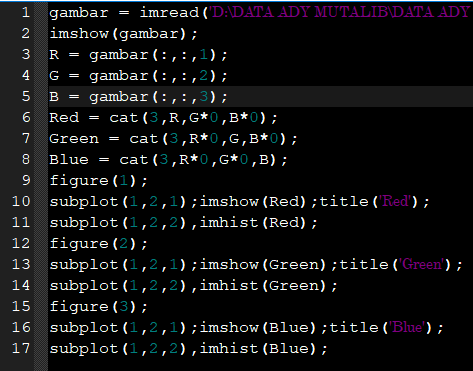 1 gambar = imread('D:\DATA ADY MUTALIB\DATA ADY
2 imshow(gambar);
3 R = gambar(:,:,1);
4 G = gambar(:,:,2);
5 B = gambar(:,:,3);
6 Red = cat(3,R,G*0,B*0);
7 Green = cat(3,R*0,G,B*0);
8 Blue = cat(3,R*0,G*0,B);
9 figure(1);
10 subplot(1,2,1);imshow(Red);title('Red');
11 subplot(1,2,2),imhist(Red);
12 figure(2);
13 subplot(1,2,1);imshow(Green);title('Green');
14 subplot(1,2,2),imhist(Green);
15 figure(3);
16 subplot(1,2,1);imshow(Blue);title('Blue');
17 subplot(1,2,2),imhist(Blue);